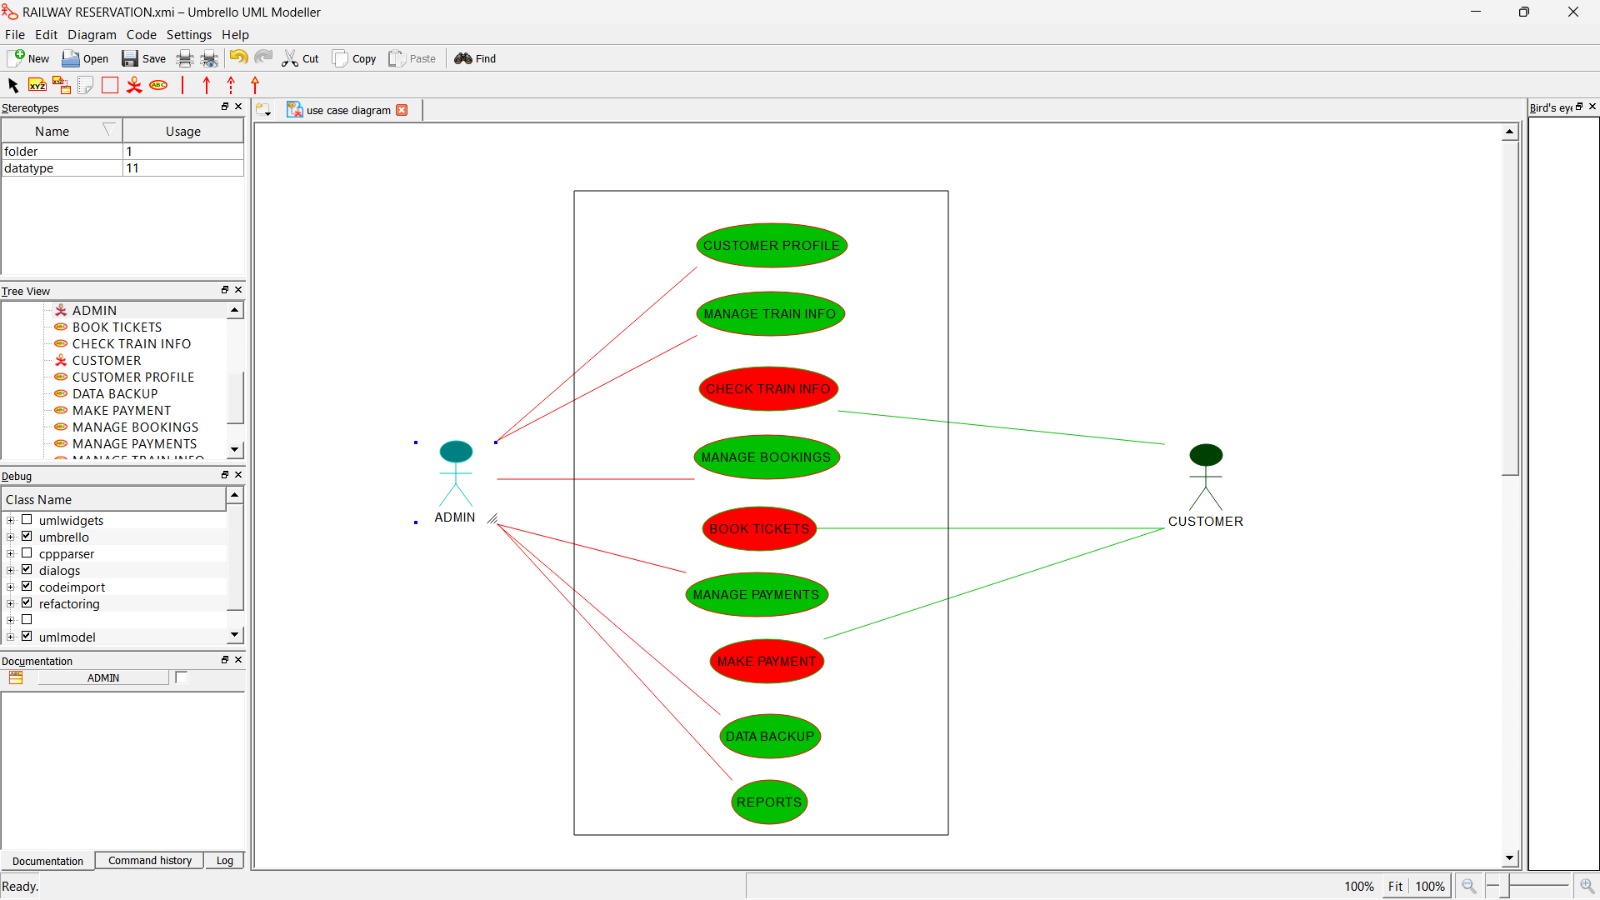 RAILWAY RESERVATION.xmi – Umbrello UML Modeller
File Edit Diagram Code Settings Help
New Open Save Cut Copy Paste Find
Stereotypes
Name Usage
folder 1
datatype 11
Tree View
ADMIN
BOOK TICKETS
CHECK TRAIN INFO
CUSTOMER
CUSTOMER PROFILE
DATA BACKUP
MAKE PAYMENT
MANAGE BOOKINGS
MANAGE PAYMENTS
MANAGE TRAIN INFO
Debug
Class Name
umlwidgets
umbrello
cppparser
dialogs
codeimport
refactoring
umlmodel
Documentation
ADMIN
Documentation Command history Log
Ready.
use case diagram
CUSTOMER PROFILE
MANAGE TRAIN INFO
CHECK TRAIN INFO
MANAGE BOOKINGS
BOOK TICKETS
MANAGE PAYMENTS
MAKE PAYMENT
DATA BACKUP
REPORTS
ADMIN
CUSTOMER
Bird's eye
100% Fit 100%